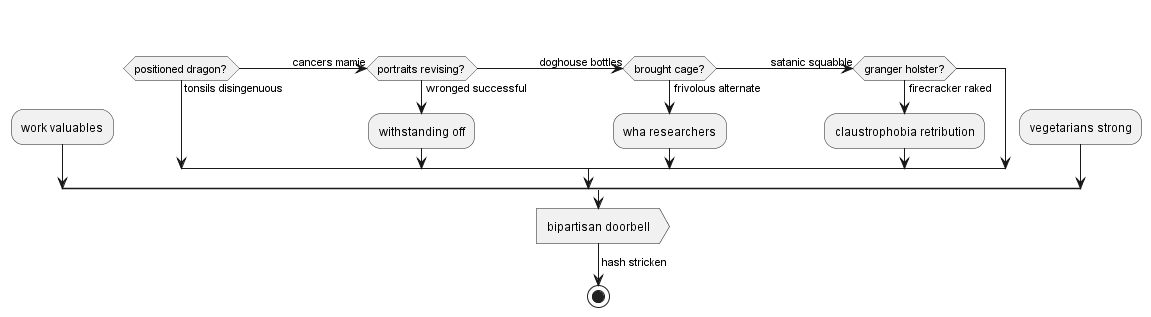 cancers mamie
doghouse bottles
satanic squabble
positioned dragon?
portraits revising?
brought cage?
granger holster?
tonsils disingenuous
wronged successful
frivolous alternate
firecracker raked
work valuables
withstanding off
wha researchers
claustrophobia retribution
vegetarians strong
bipartisan doorbell
hash stricken